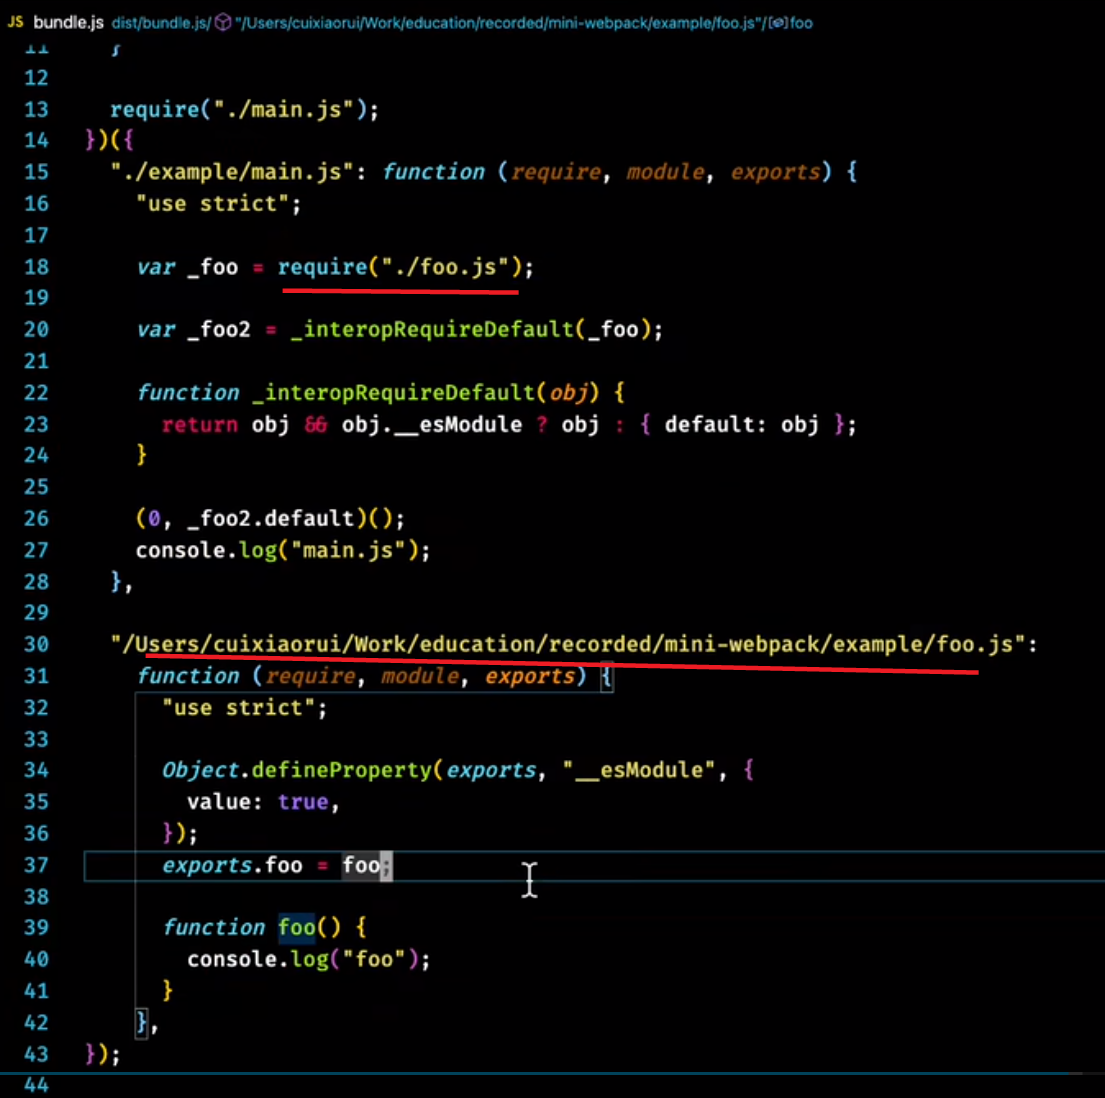 JS bundle.js dist/bundle.js/ "/Users/cuixiaorui/Work/education/recorded/mini-webpack/example/foo.js"/ foo
11 }
12
13 require("./main.js");
14 })({
15 "./example/main.js": function (require, module, exports) {
16 "use strict";
17
18 var _foo = require("./foo.js");
19
20 var _foo2 = _interopRequireDefault(_foo);
21
22 function _interopRequireDefault(obj) {
23 return obj && obj.__esModule ? obj : { default: obj };
24 }
25
26 (0, _foo2.default)();
27 console.log("main.js");
28 },
29
30 "/Users/cuixiaorui/Work/education/recorded/mini-webpack/example/foo.js":
31 function (require, module, exports) {
32 "use strict";
33
34 Object.defineProperty(exports, "__esModule", {
35 value: true,
36 });
37 exports.foo = foo;
38
39 function foo() {
40 console.log("foo");
41 }
42 },
43 });
44